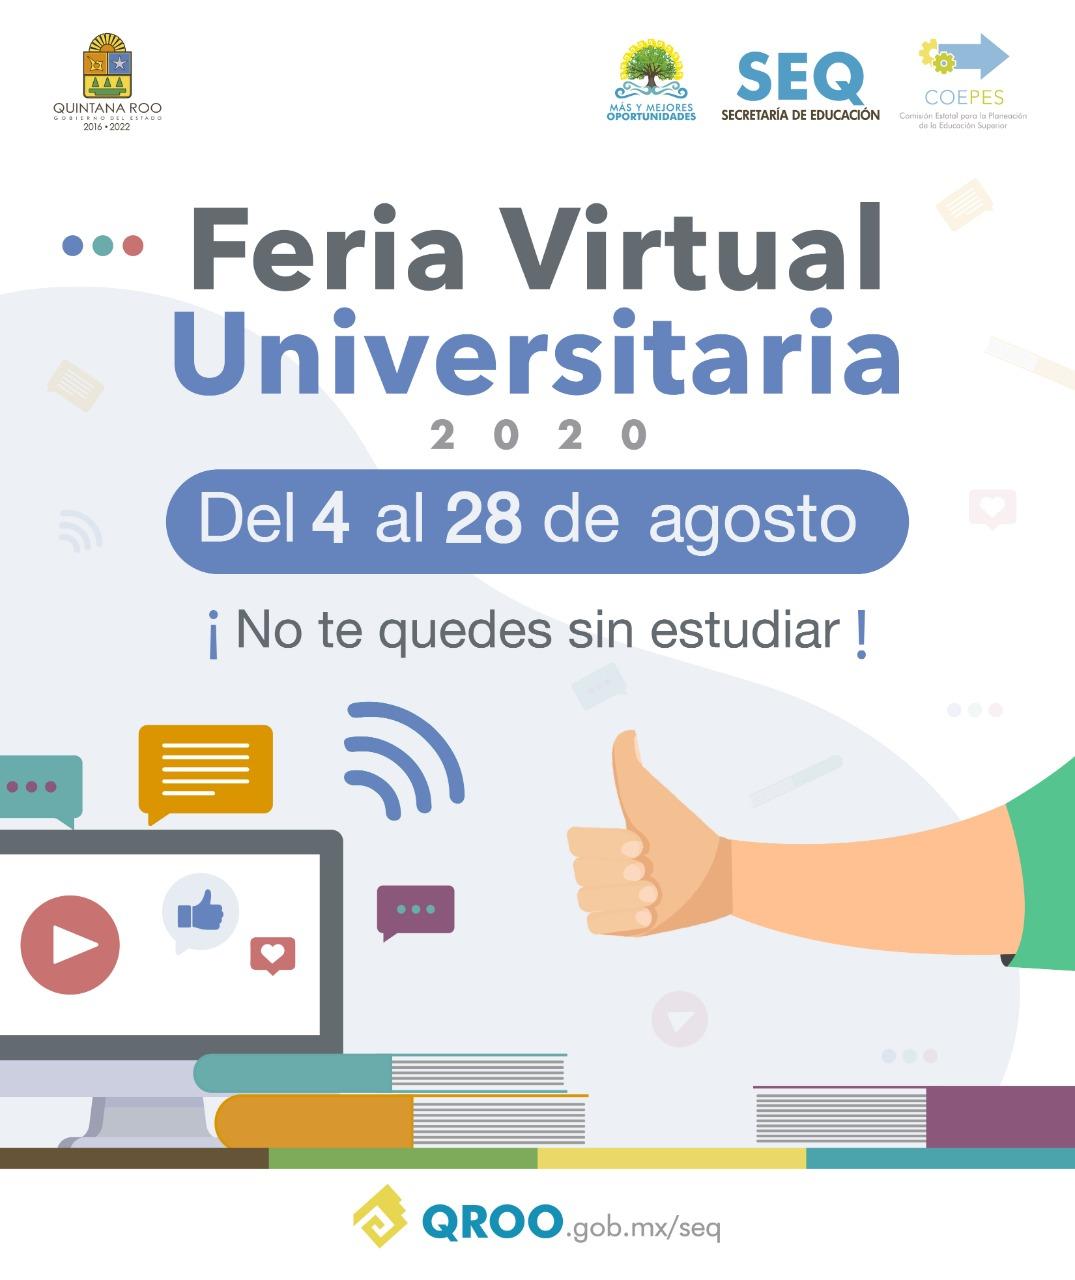 QUINTANA ROO
GOBIERNO DEL ESTADO
2016 • 2022
MÁS Y MEJORES
OPORTUNIDADES
SEQ
SECRETARÍA DE EDUCACIÓN
COEPES
Comisión Estatal para la Planeación
de la Educación Superior
Feria Virtual
Universitaria
2020
Del 4 al 28 de agosto
¡No te quedes sin estudiar!
QROO.gob.mx/seq